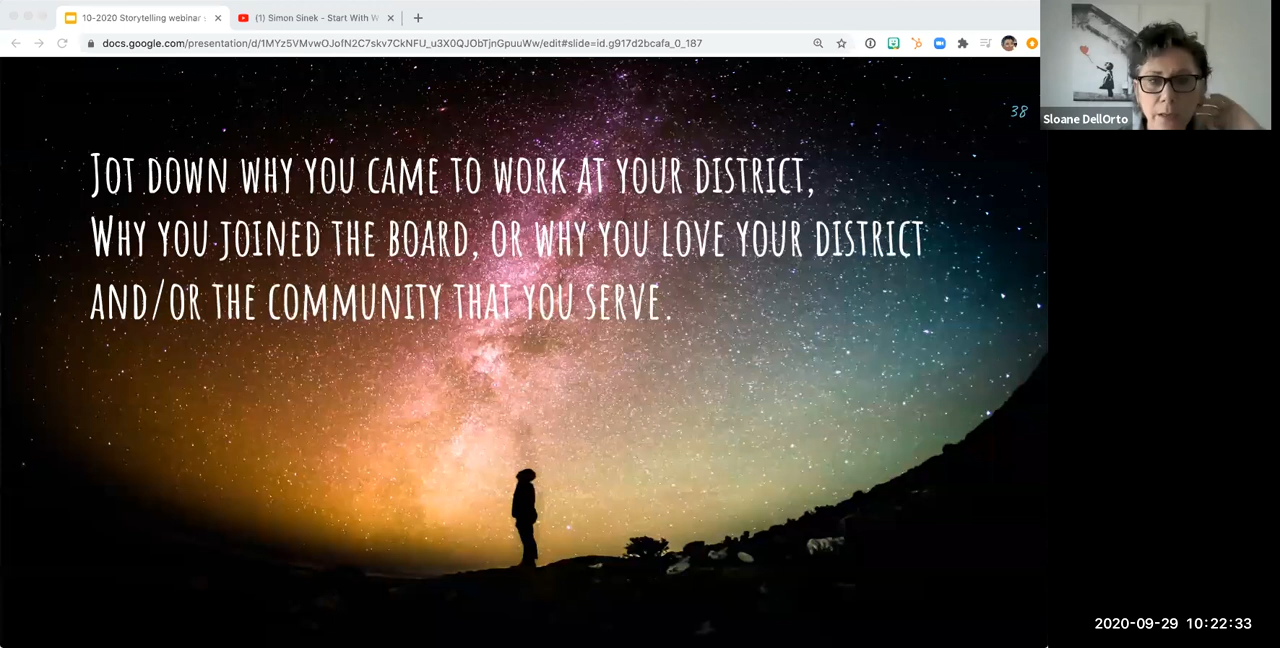 10-2020 Storytelling webinar
(1) Simon Sinek - Start With W
docs.google.com/presentation/d/1MYz5VMvwOJofN2C7skv7CkNFU_u3X0QJObTjnGpuuWw/edit#slide=id.g917d2bcafa_0_187
38
Jot down why you came to work at your district,
Why you joined the board, or why you love your district
and/or the community that you serve.
Sloane DellOrto
2020-09-29 10:22:33